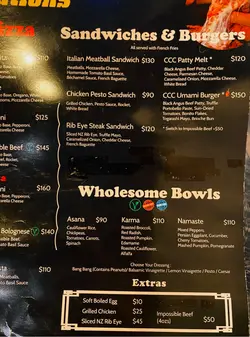 Sandwiches & Burgers
All served with French Fries
Italian Meatball Sandwich $130
Meatballs, Mozzarella Cheese,
Homemade Tomato Basil Sauce,
Béchamel Sauce, French Baguette
Chicken Pesto Sandwich $90
Grilled Chicken, Pesto Sauce, Rocket,
White Bread
Rib Eye Steak Sandwich $120
Sliced NZ Rib Eye, Truffle Mayo,
Caramelized Onion, Cheddar Cheese,
French Baguette
CCC Patty Melt * $120
Black Angus Beef Patty, Cheddar
Cheese, Parmesan Cheese,
Caramelized Onion, Mozzarella Cheese,
White Bread
CCC Umami Burger * $150
Black Angus Beef Patty, Truffle
Portobello Paste, Sun-Dried
Tomatoes, Bonito Flakes,
Togarashi Mayo, Brioche Bun
* Switch to Impossible Beef +$50
$125
$145
$160
Bolognese $140
$110
Wholesome Bowls
Asana $90
Cauliflower Rice,
Chickpeas,
Tomatoes, Carrot,
Spinach
Karma $110
Roasted Broccoli,
Red Radish,
Roasted Pumpkin,
Edamame
Roasted Cauliflower,
Alfalfa
Namaste $110
Mixed Peppers,
Persian Eggplant, Cucumber,
Cherry Tomatoes,
Mashed Pumpkin, Pomegranate
Choose Your Dressing:
Bang Bang (Contains Peanuts)/ Balsamic Vinaigrette / Lemon Vinaigrette / Pesto / Caesar
Extras
Soft Boiled Egg $10
Grilled Chicken $25
Sliced NZ Rib Eye $45
Impossible Beef $50
(4oz)